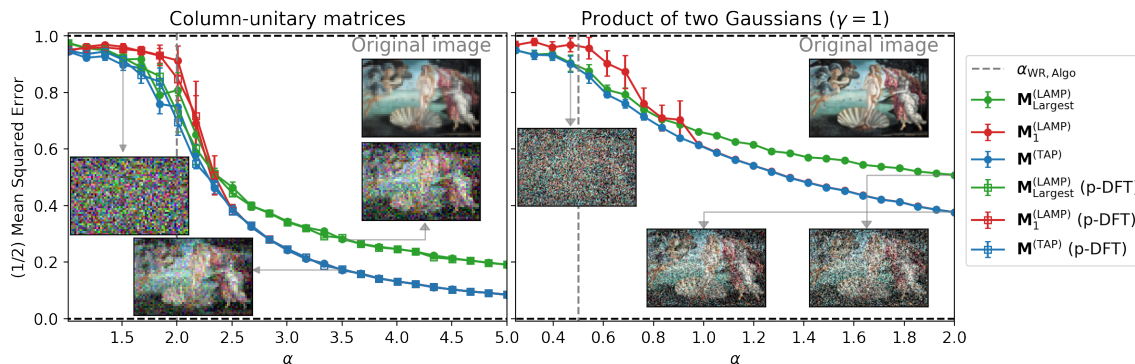 Column-unitary matrices
Product of two Gaussians (γ = 1)
(1/2) Mean Squared Error
1.0
0.8
0.6
0.4
0.2
0.0
Original image
Original image
1.5 2.0 2.5 3.0 3.5 4.0 4.5 5.0
0.4 0.6 0.8 1.0 1.2 1.4 1.6 1.8 2.0
α
α
α_WR, Algo
M_Largest^(LAMP)
M_1^(LAMP)
M^(TAP)
M_Largest^(LAMP) (p-DFT)
M_1^(LAMP) (p-DFT)
M^(TAP) (p-DFT)